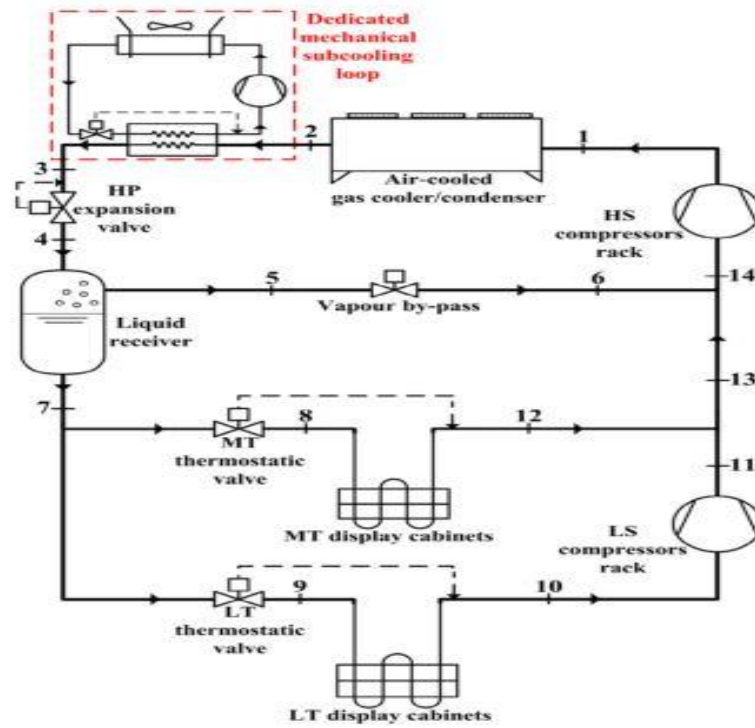 Dedicated
mechanical
subcooling
loop
2
1
3
Air-cooled
gas cooler/condenser
HP
expansion
valve
HS
compressors
rack
4
14
5
6
Vapour by-pass
Liquid
receiver
7
13
8
12
MT
thermostatic
valve
11
MT display cabinets
LS
compressors
rack
9
10
LT
thermostatic
valve
LT display cabinets